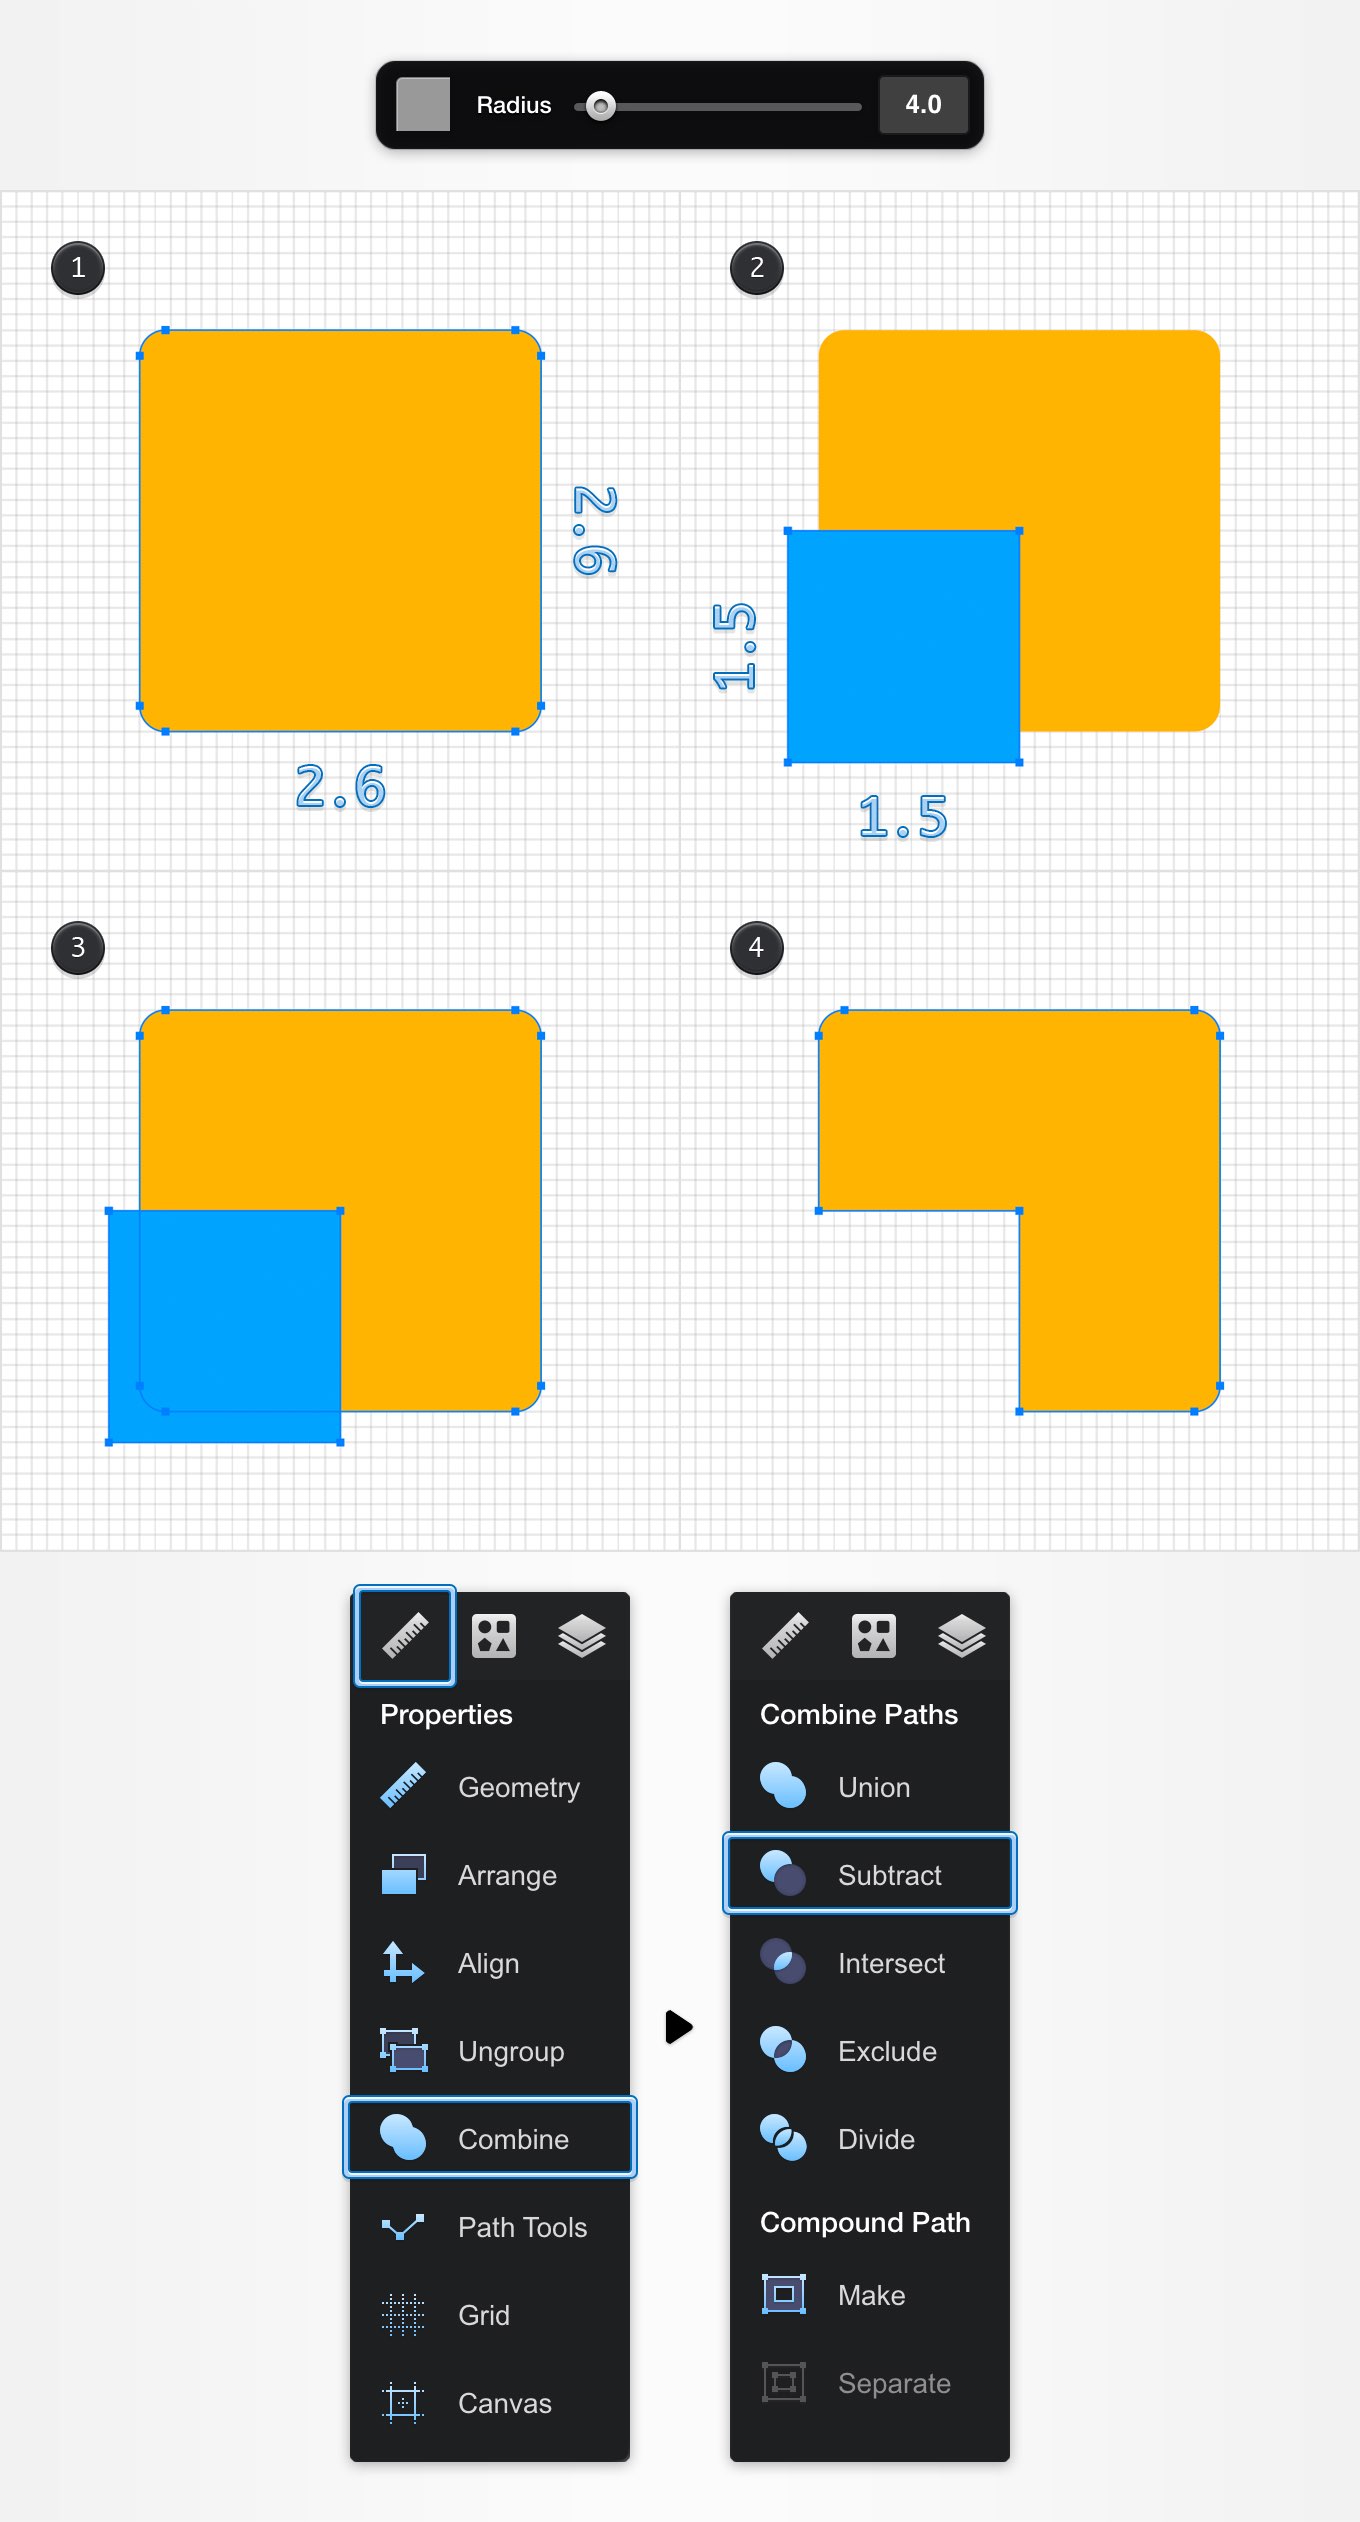 Radius 4.0
1
2
2.6
2.6
1.5
1.5
3
4
Properties
Geometry
Arrange
Align
Ungroup
Combine
Path Tools
Grid
Canvas
Combine Paths
Union
Subtract
Intersect
Exclude
Divide
Compound Path
Make
Separate